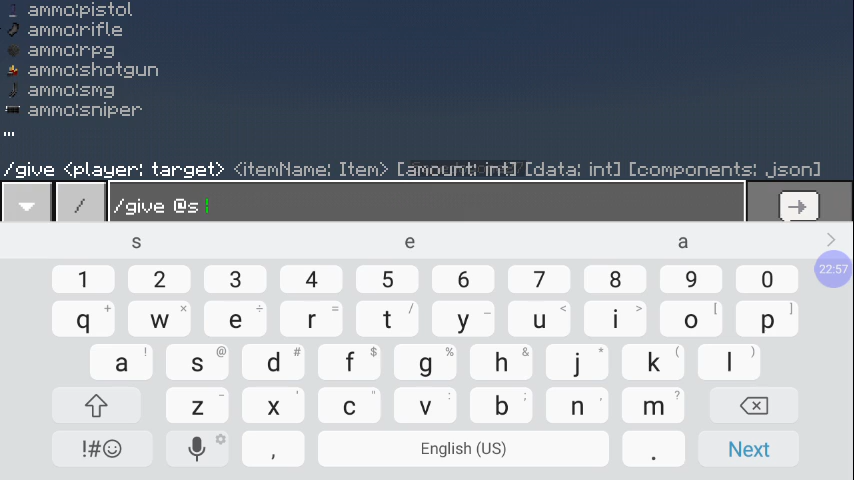 ammo:pistol
ammo:rifle
ammo:rpg
ammo:shotgun
ammo:smg
ammo:sniper
...
/give <player: target> <itemName: Item> [amount: int] [data: int] [components: json]
/ /give @s
s e a
22:57
1 2 3 4 5 6 7 8 9 0
q + w × e ÷ r = t / y _ u < i > o [ p ]
a ! s @ d # f $ g % h & j * k ( l )
z - x ' c " v : b ; n , m ?
!#☺ , English (US) . Next